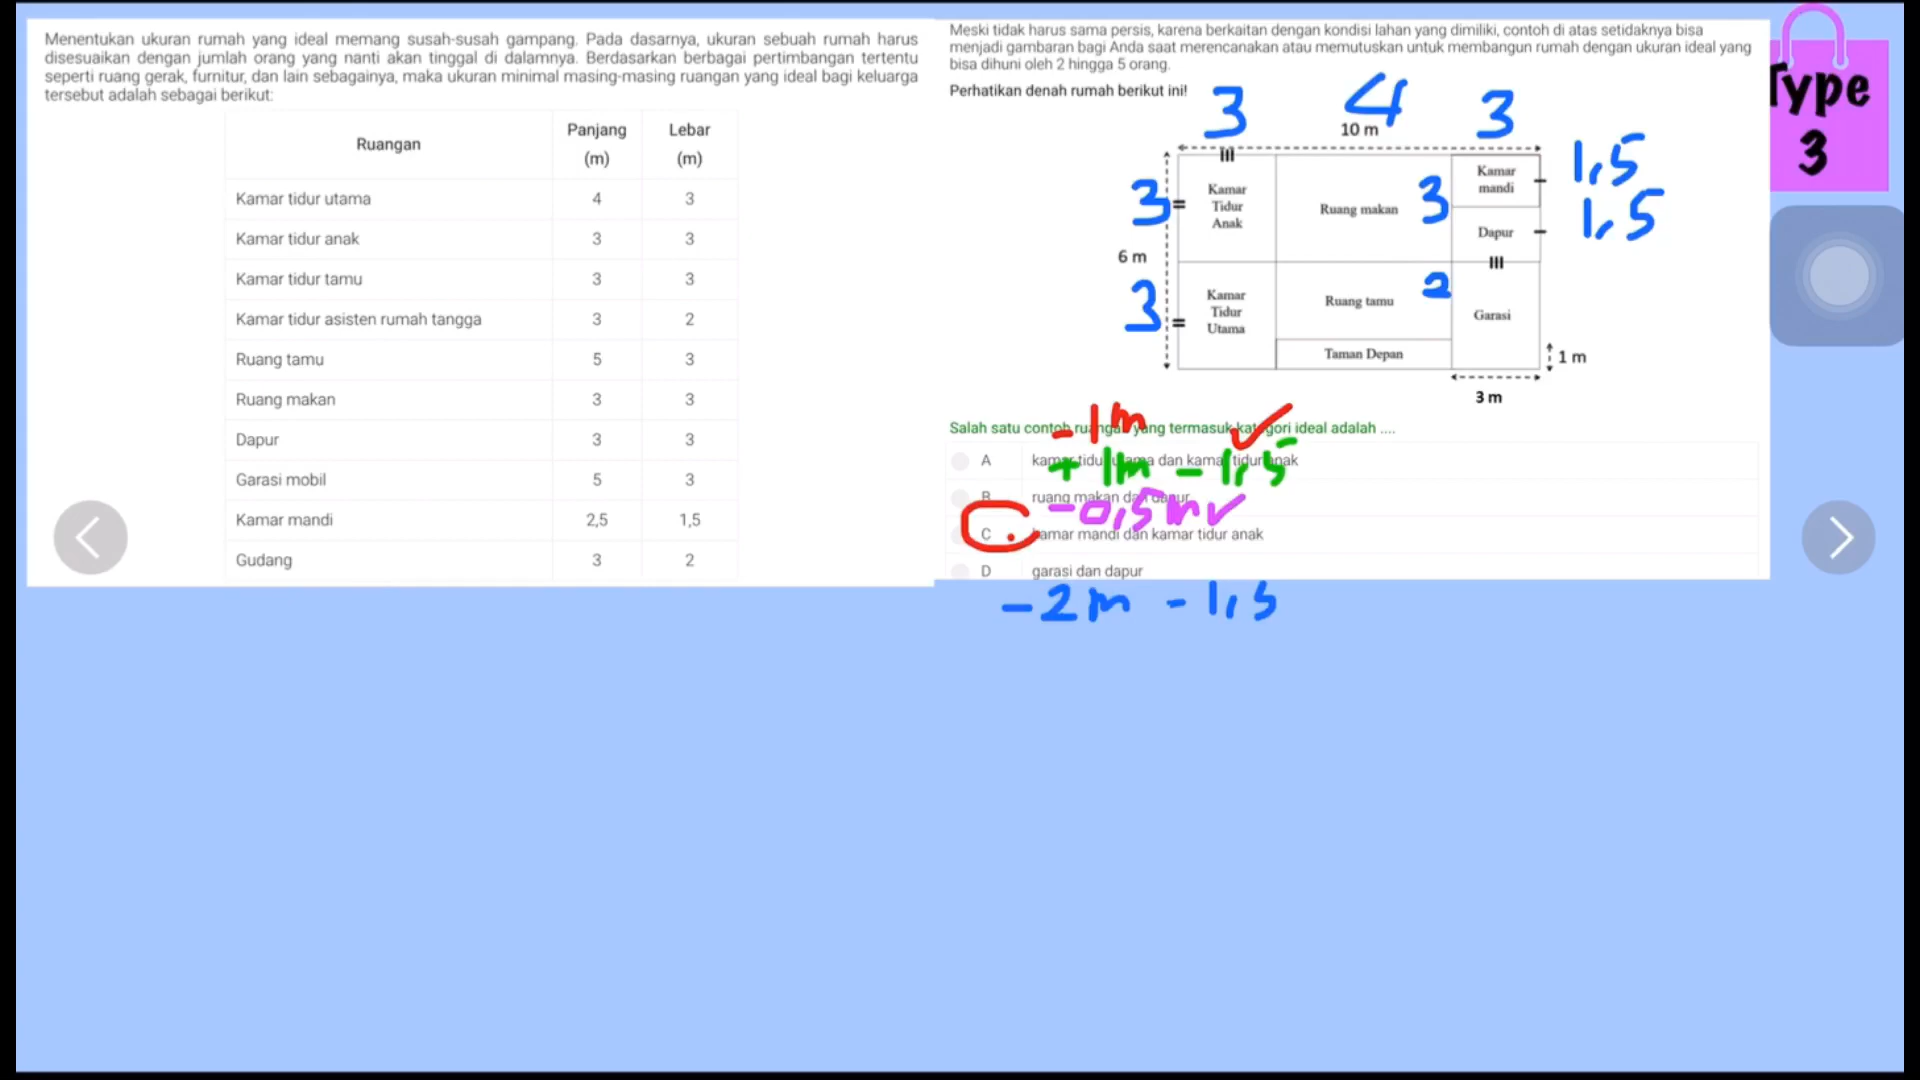 Menentukan ukuran rumah yang ideal memang susah-susah gampang. Pada dasarnya, ukuran sebuah rumah harus
disesuaikan dengan jumlah orang yang nanti akan tinggal di dalamnya. Berdasarkan berbagai pertimbangan tertentu
seperti ruang gerak, furnitur, dan lain sebagainya, maka ukuran minimal masing-masing ruangan yang ideal bagi keluarga
tersebut adalah sebagai berikut:
Ruangan Panjang (m) Lebar (m)
Kamar tidur utama 4 3
Kamar tidur anak 3 3
Kamar tidur tamu 3 3
Kamar tidur asisten rumah tangga 3 2
Ruang tamu 5 3
Ruang makan 3 3
Dapur 3 3
Garasi mobil 5 3
Kamar mandi 2,5 1,5
Gudang 3 2
Meski tidak harus sama persis, karena berkaitan dengan kondisi lahan yang dimiliki, contoh di atas setidaknya bisa
menjadi gambaran bagi Anda saat merencanakan atau memutuskan untuk membangun rumah dengan ukuran ideal yang
bisa dihuni oleh 2 hingga 5 orang.
Perhatikan denah rumah berikut ini!
3 4 3
10 m
Kamar
Tidur
Anak
Ruang makan
Kamar
mandi
Dapur
3
3
1,5
1,5
6 m
3
Kamar
Tidur
Utama
Ruang tamu
2
Garasi
Taman Depan
1 m
3 m
Salah satu contoh ruangan yang termasuk kategori ideal adalah ....
-1m
A kamar tidur utama dan kamar tidur anak
+1m -1,5
B ruang makan dan dapur
-0,5m
C kamar mandi dan kamar tidur anak
D garasi dan dapur
-2m -1,5
Type
3